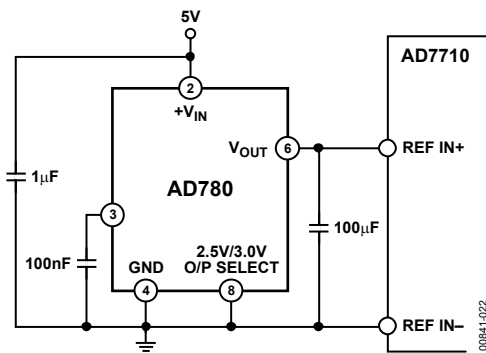 5V
AD7710
2
+VIN
VOUT
6
REF IN+
1μF
AD780
3
100μF
100nF
2.5V/3.0V
GND
O/P SELECT
4
8
REF IN–
00841-022